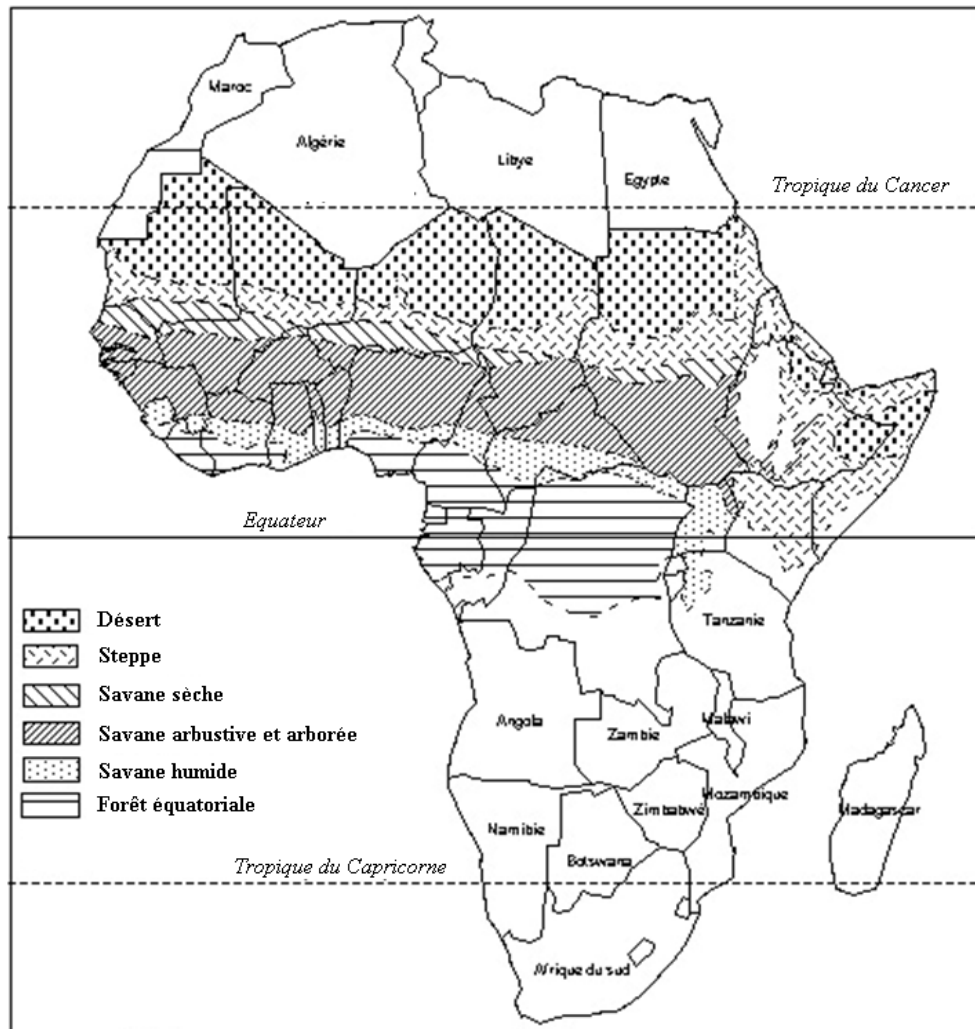 Maroc
Algérie
Libye
Egypte
Tropique du Cancer
Equateur
Désert
Steppe
Savane sèche
Savane arbustive et arborée
Savane humide
Forêt équatoriale
Tanzanie
Angola
Zambie
Malawi
Mozambique
Zimbabwe
Madagascar
Namibie
Botswana
Tropique du Capricorne
Afrique du sud